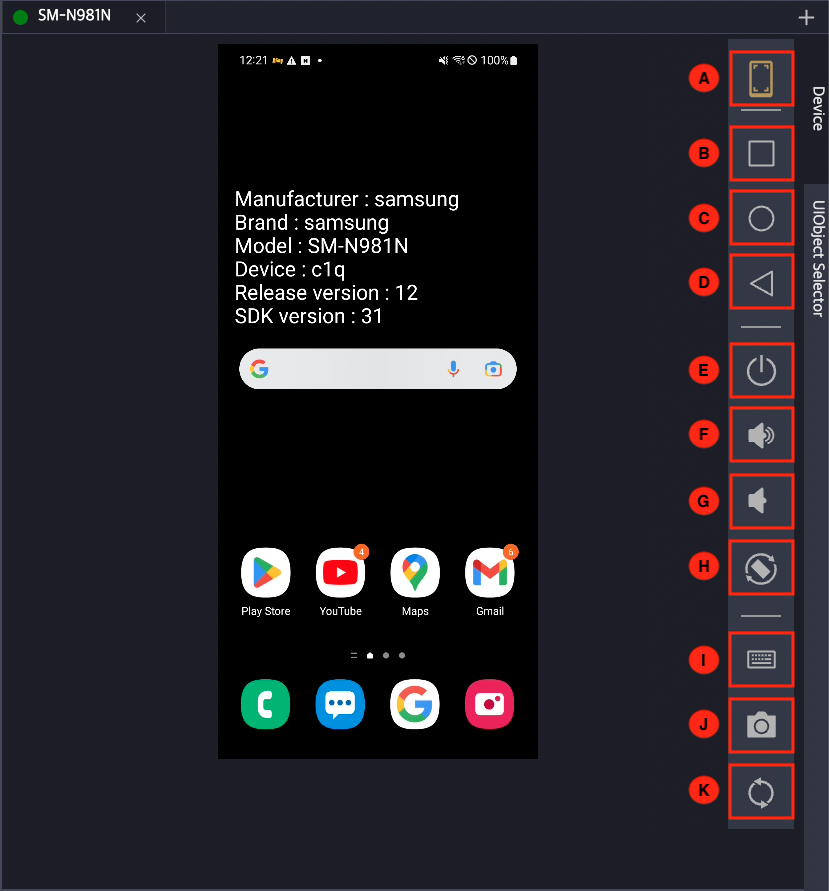 SM-N981N
12:21
100%
Manufacturer : samsung
Brand : samsung
Model : SM-N981N
Device : c1q
Release version : 12
SDK version : 31
4
6
Play Store
YouTube
Maps
Gmail
A
B
C
D
E
F
G
H
I
J
K
Device
UIObject Selector